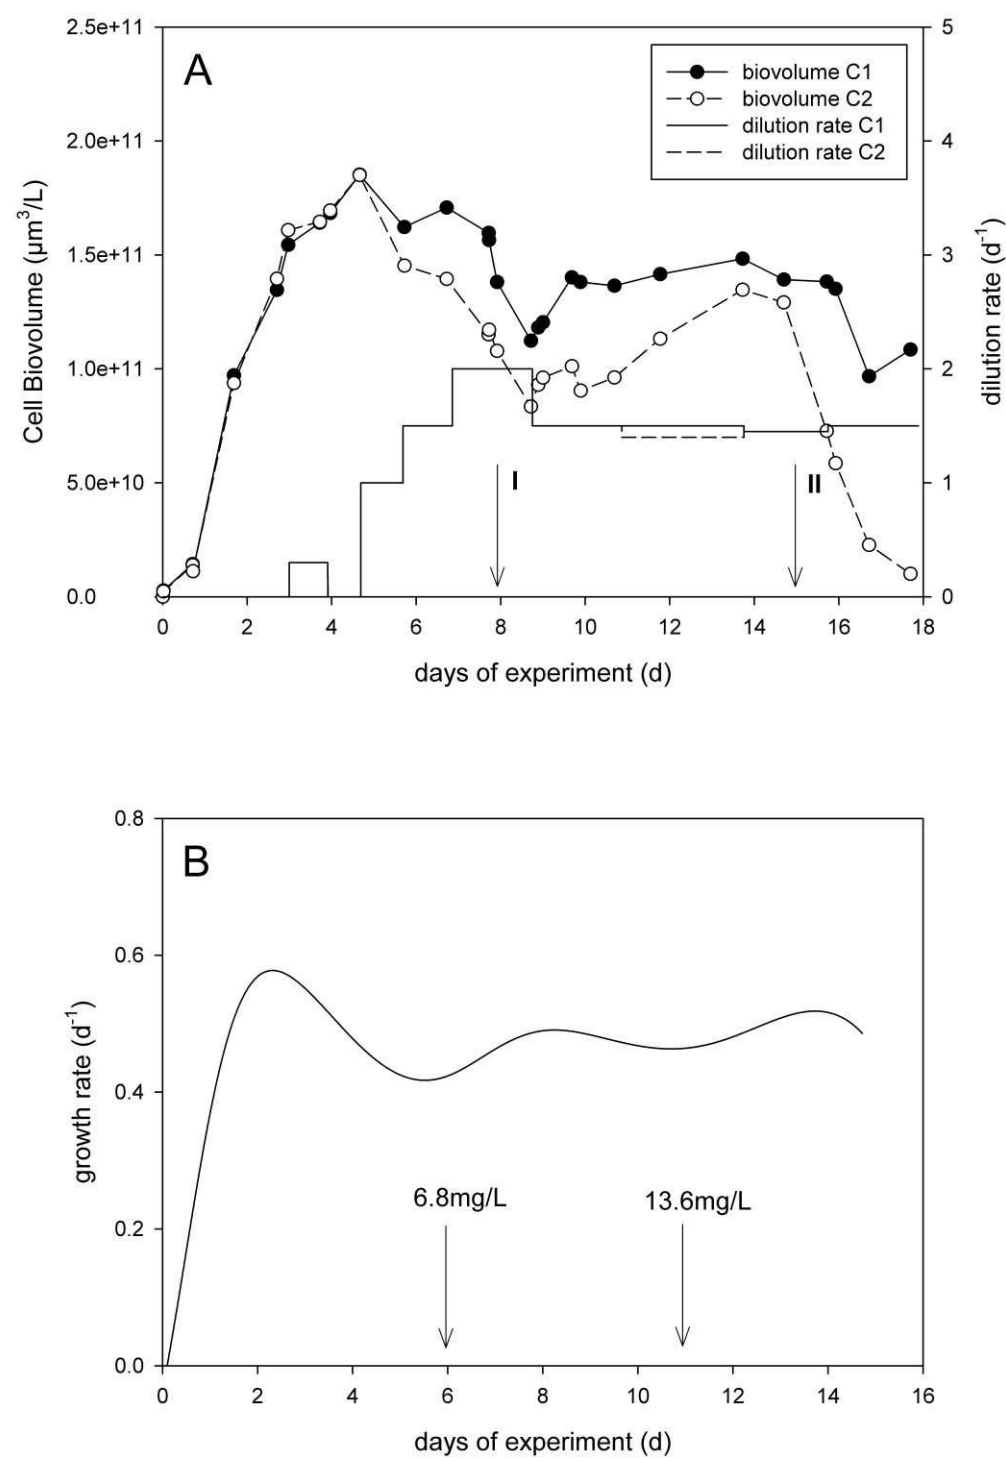 A
2.5e+11
2.0e+11
1.5e+11
1.0e+11
5.0e+10
0.0
Cell Biovolume (µm³/L)
5
4
3
2
1
0
dilution rate (d⁻¹)
biovolume C1
biovolume C2
dilution rate C1
dilution rate C2
I
II
0 2 4 6 8 10 12 14 16 18
days of experiment (d)
B
0.8
0.6
0.4
0.2
0.0
growth rate (d⁻¹)
6.8mg/L
13.6mg/L
0 2 4 6 8 10 12 14 16
days of experiment (d)